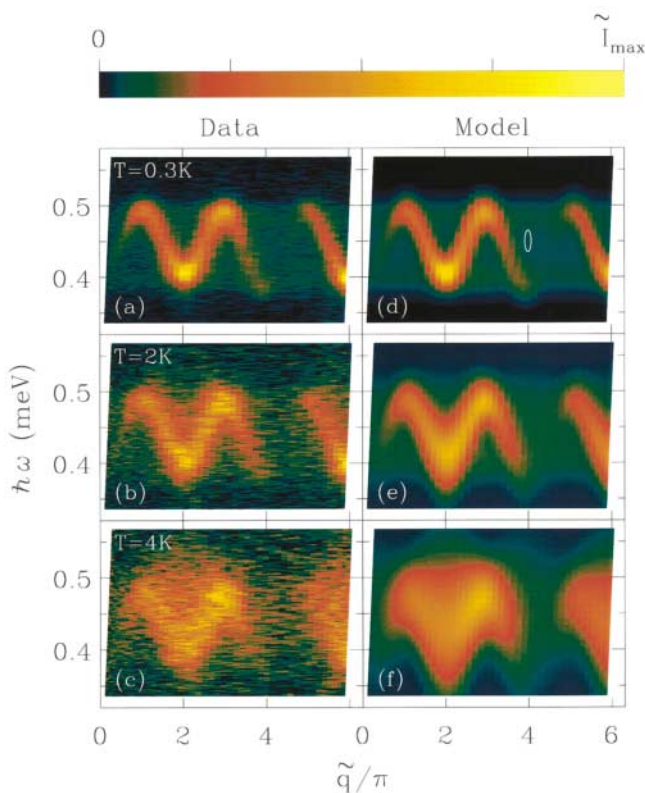 0 Ĩmax
Data Model
T=0.3K
0.5
0.4
(a) (d)
T=2K
0.5
0.4
(b) (e)
ħω (meV)
T=4K
0.5
0.4
(c) (f)
0 2 4 0 2 4 6
q̃/π